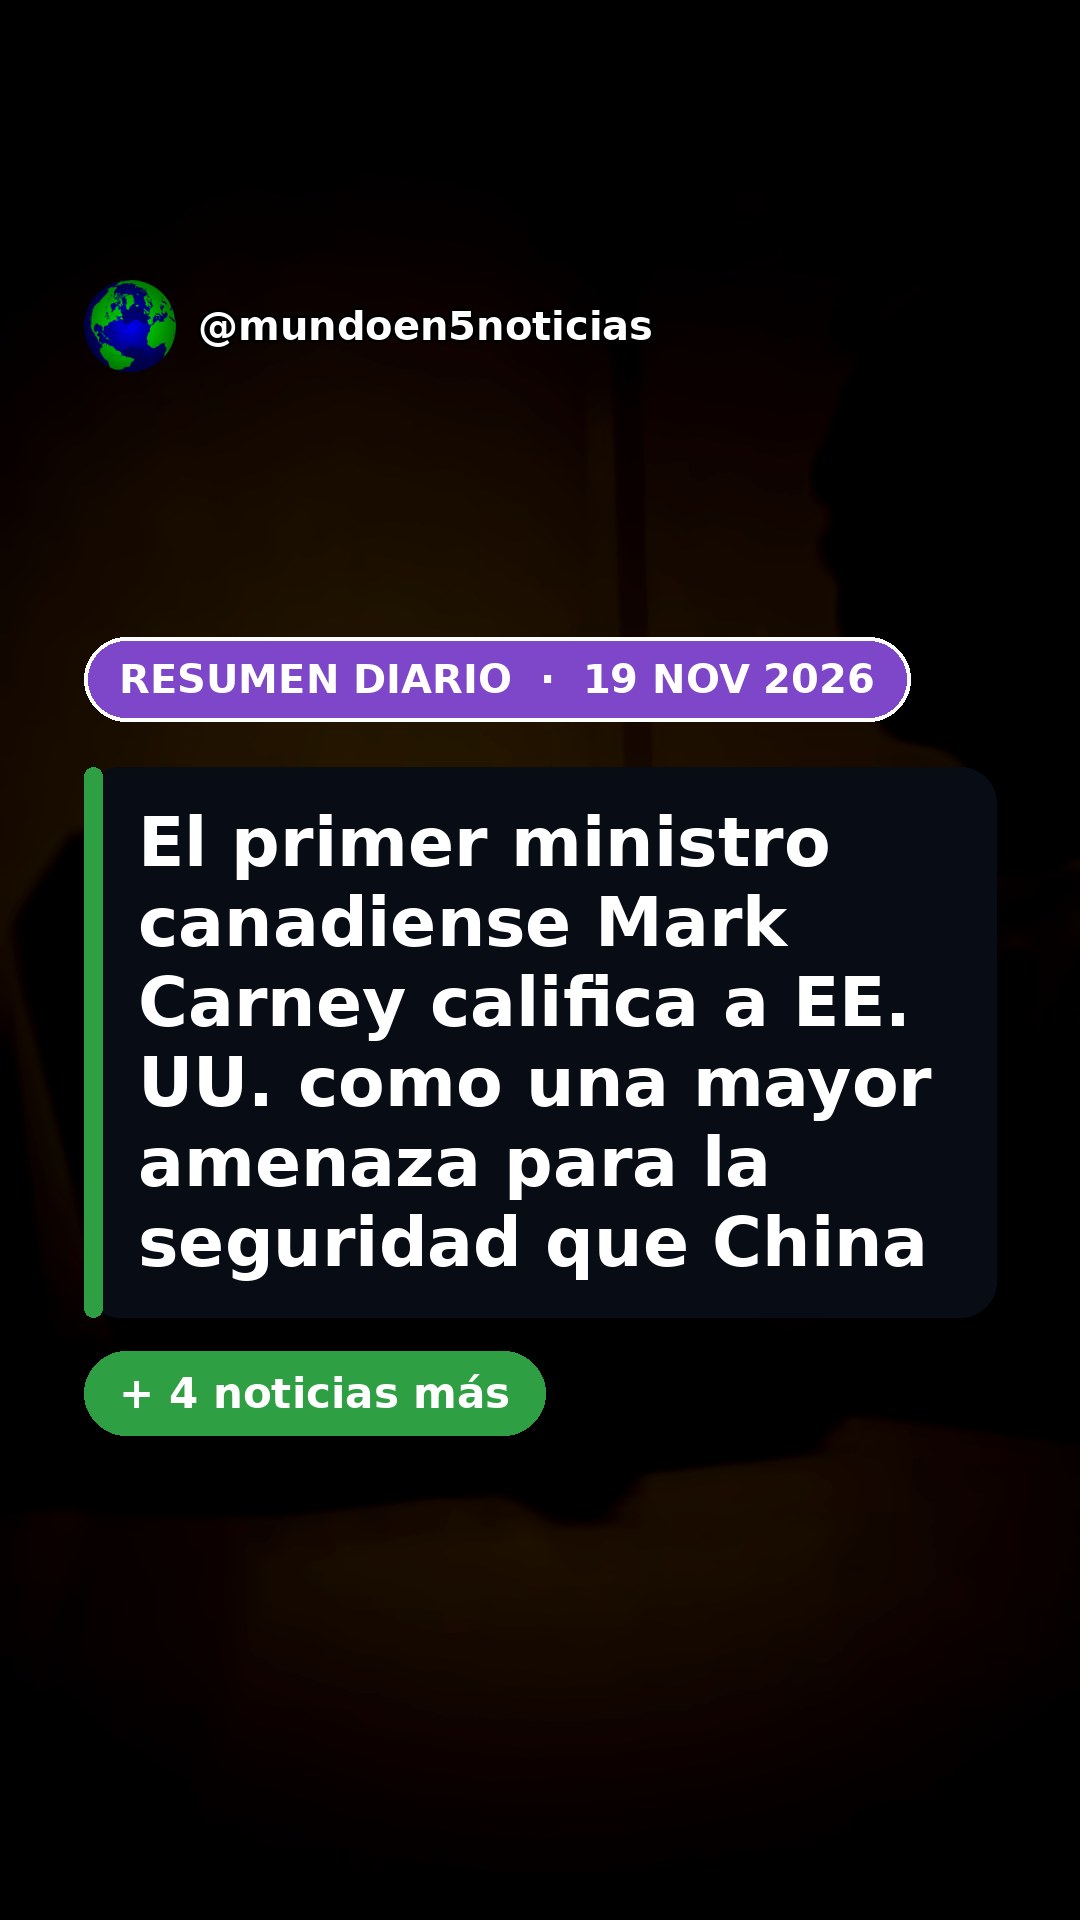 @mundoen5noticias
RESUMEN DIARIO · 19 NOV 2026
El primer ministro
canadiense Mark
Carney califica a EE.
UU. como una mayor
amenaza para la
seguridad que China
+ 4 noticias más